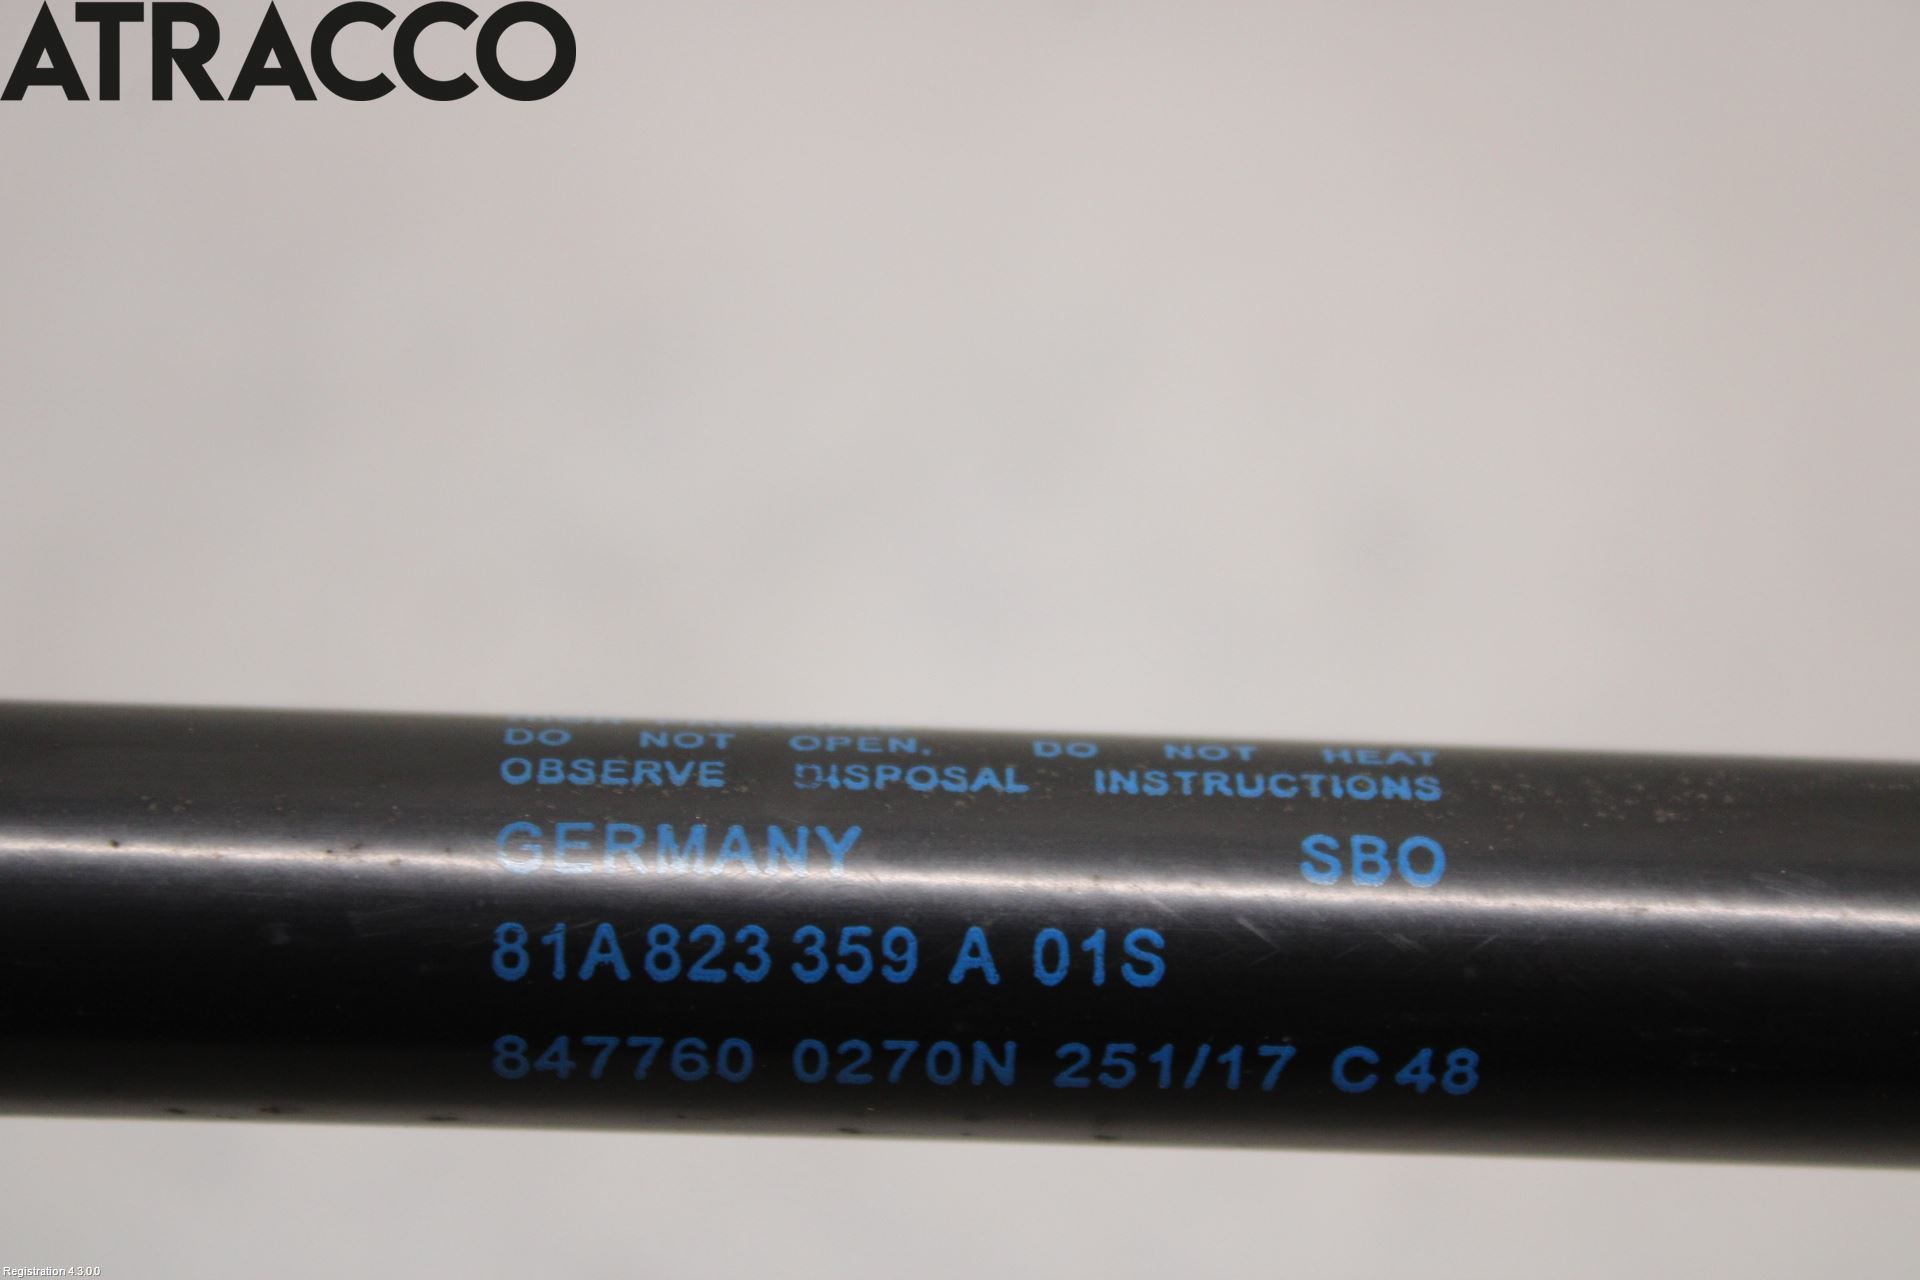 ATRACCO
DO NOT OPEN. DO NOT HEAT
OBSERVE DISPOSAL INSTRUCTIONS
GERMANY SBO
81A 823 359 A 01S
847760 0270N 251/17 C 48
Registration 4.3.0.0